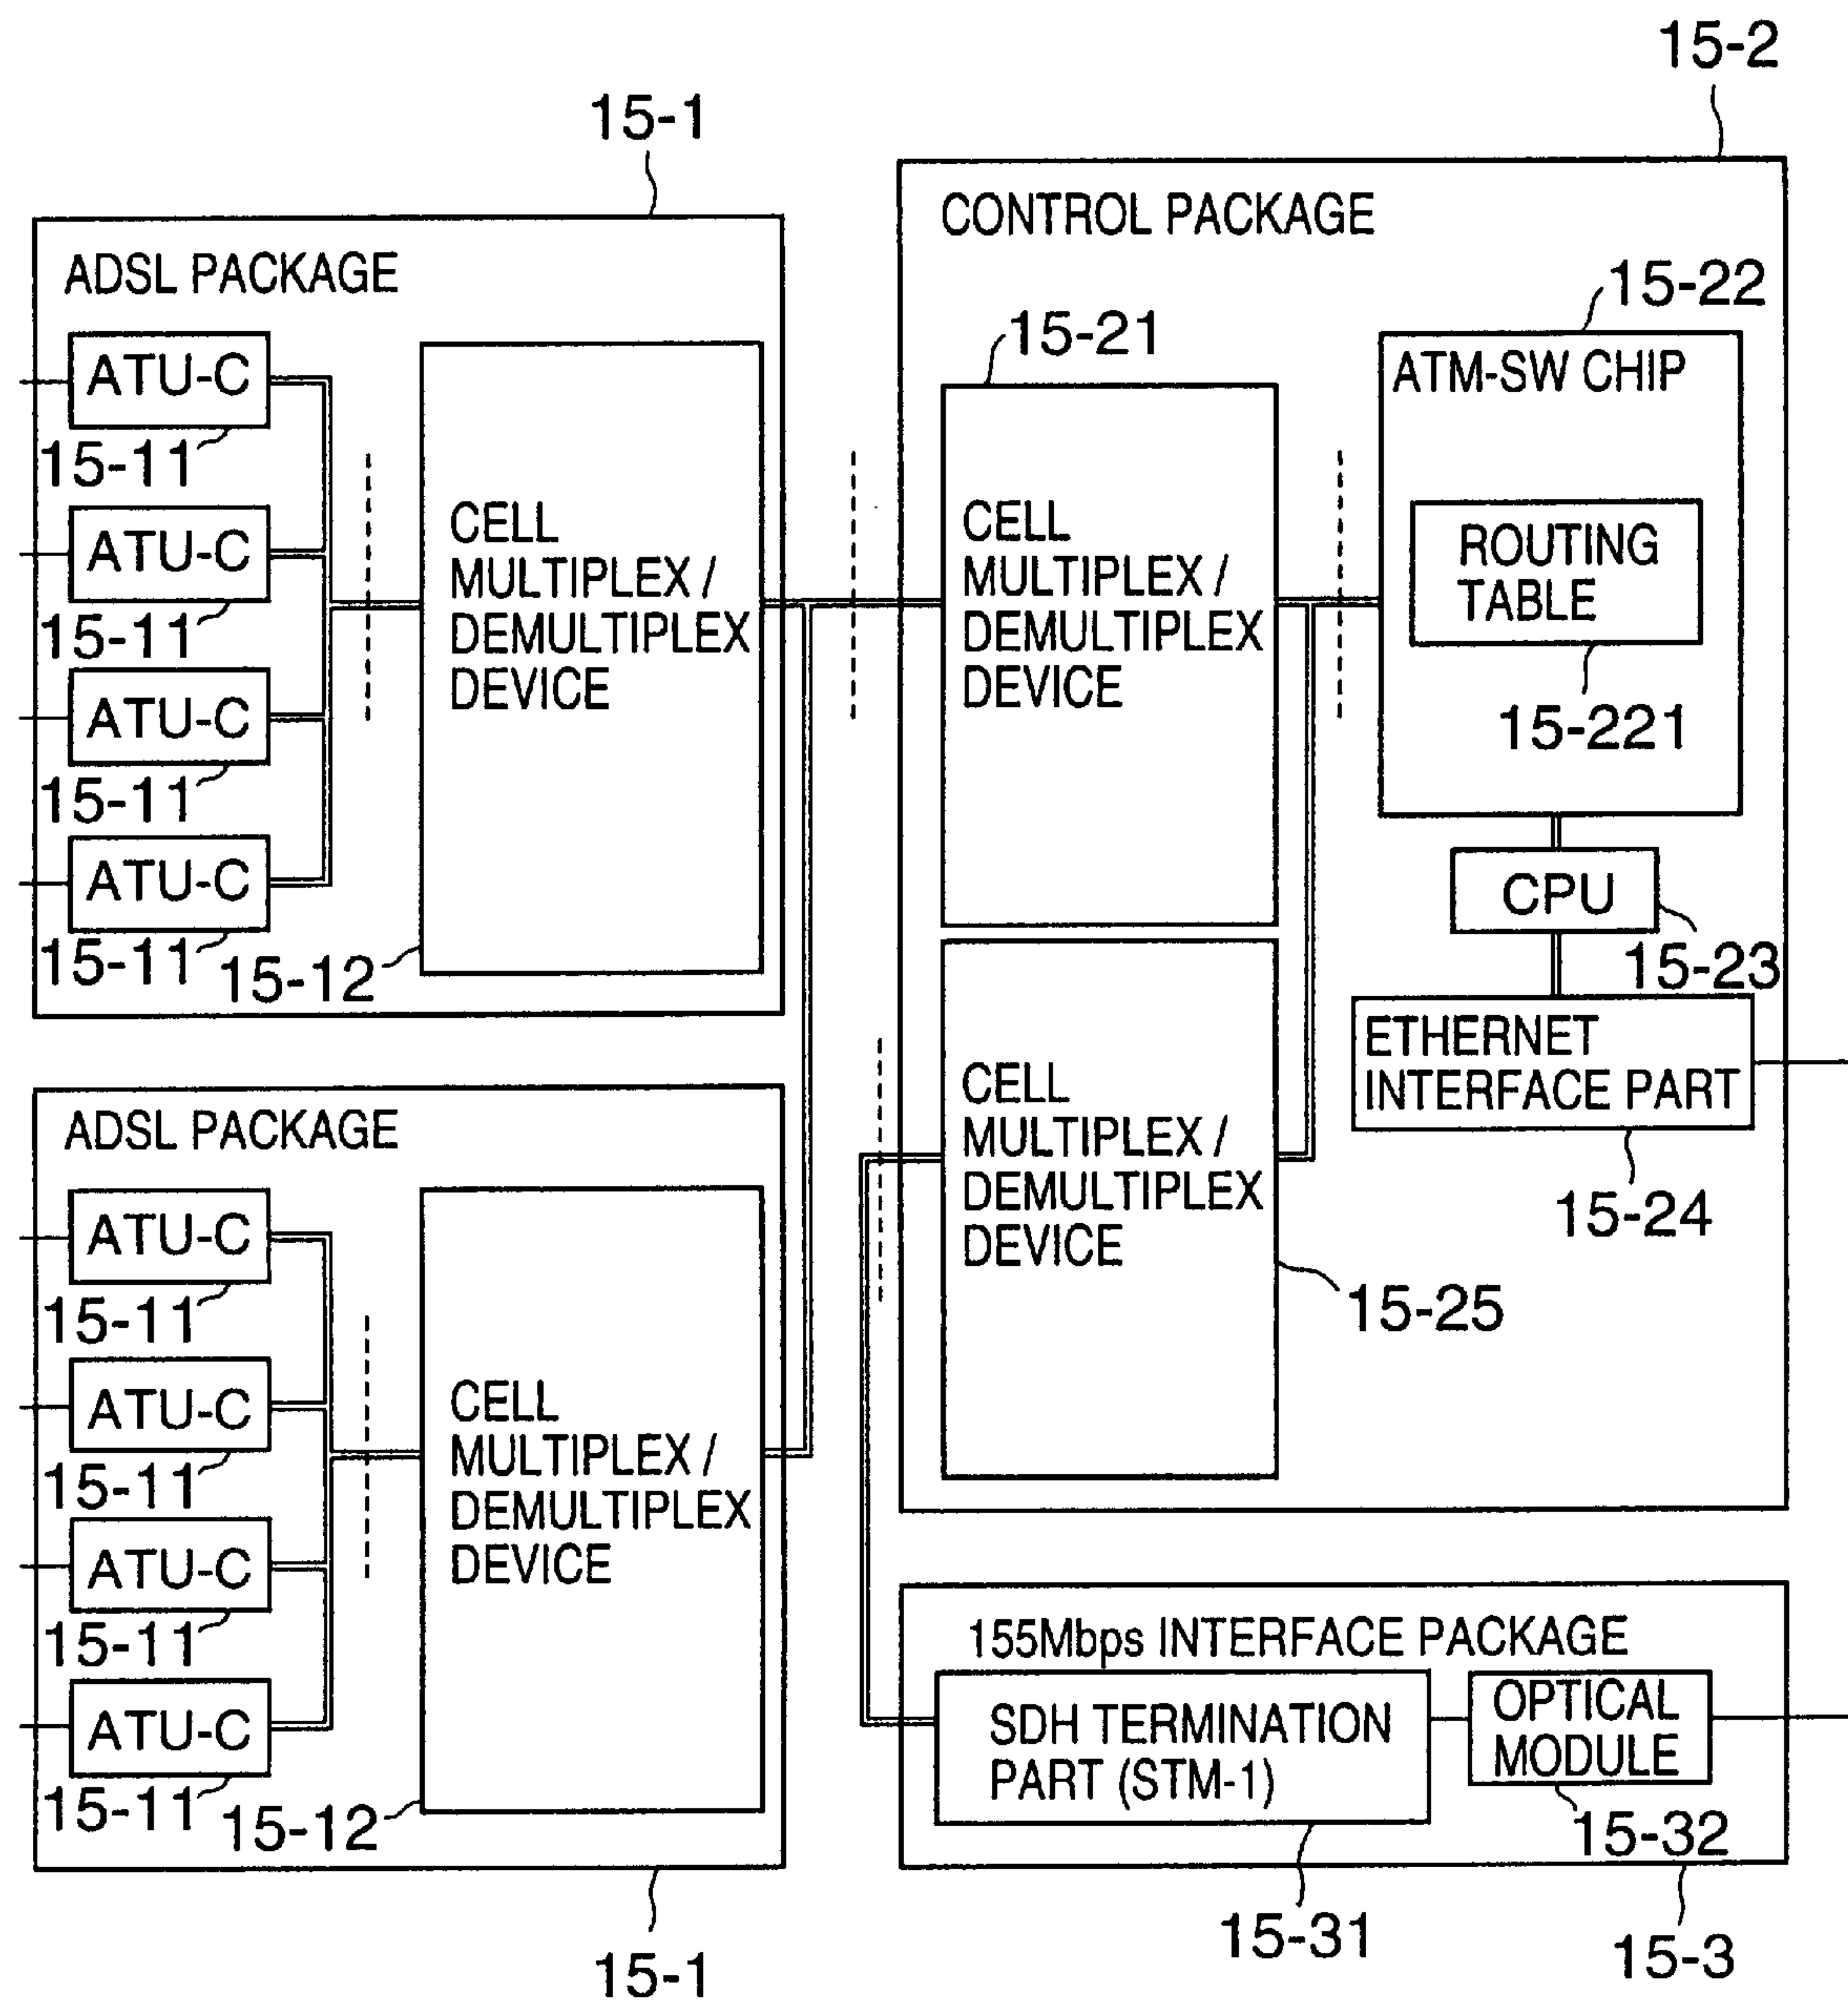 15-1
ADSL PACKAGE
ATU-C
15-11
ATU-C
15-11
ATU-C
15-11
ATU-C
15-11
CELL
MULTIPLEX /
DEMULTIPLEX
DEVICE
15-12
ADSL PACKAGE
ATU-C
15-11
ATU-C
15-11
ATU-C
15-11
ATU-C
15-11
CELL
MULTIPLEX /
DEMULTIPLEX
DEVICE
15-12
15-1
15-2
CONTROL PACKAGE
15-21
CELL
MULTIPLEX /
DEMULTIPLEX
DEVICE
15-22
ATM-SW CHIP
ROUTING
TABLE
15-221
CPU
15-23
ETHERNET
INTERFACE PART
15-24
CELL
MULTIPLEX /
DEMULTIPLEX
DEVICE
15-25
155Mbps INTERFACE PACKAGE
SDH TERMINATION
PART (STM-1)
15-31
OPTICAL
MODULE
15-32
15-3